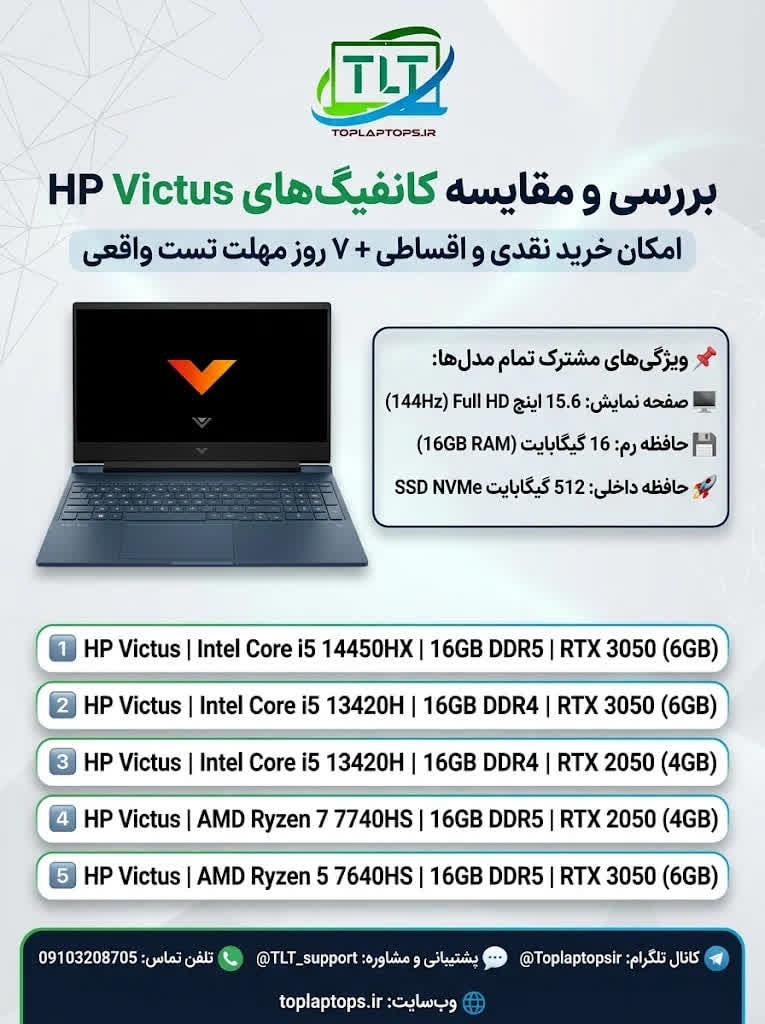 TLT
TOPLAPTOPS.IR
بررسی و مقایسه کانفیگ‌های HP Victus
امکان خرید نقدی و اقساطی + ۷ روز مهلت تست واقعی
ویژگی‌های مشترک تمام مدل‌ها:
صفحه نمایش: 15.6 اینچ Full HD (144Hz)
حافظه رم: 16 گیگابایت (16GB RAM)
حافظه داخلی: 512 گیگابایت SSD NVMe
1 HP Victus | Intel Core i5 14450HX | 16GB DDR5 | RTX 3050 (6GB)
2 HP Victus | Intel Core i5 13420H | 16GB DDR4 | RTX 3050 (6GB)
3 HP Victus | Intel Core i5 13420H | 16GB DDR4 | RTX 2050 (4GB)
4 HP Victus | AMD Ryzen 7 7740HS | 16GB DDR5 | RTX 2050 (4GB)
5 HP Victus | AMD Ryzen 5 7640HS | 16GB DDR5 | RTX 3050 (6GB)
کانال تلگرام: Toplaptopsir@ پشتیبانی و مشاوره: TLT_support@ تلفن تماس: 09103208705
وب‌سایت: toplaptops.ir